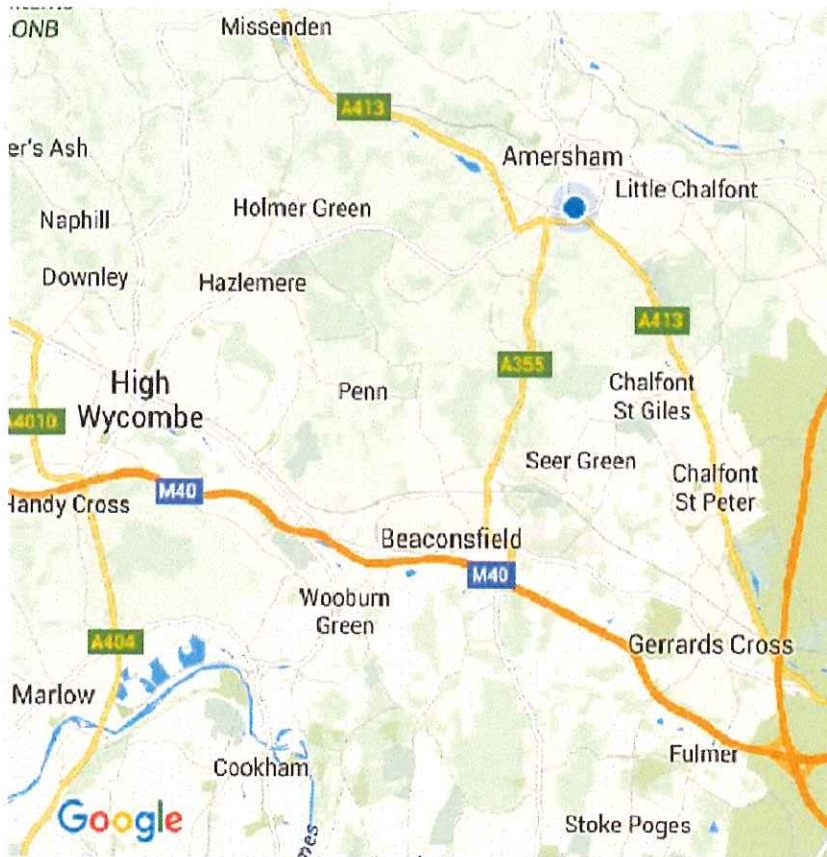 ONB
Missenden
A413
er's Ash
Amersham
Little Chalfont
Holmer Green
Naphill
Downley
Hazlemere
A413
A355
High
Wycombe
Penn
Chalfont
St Giles
A4010
Seer Green
Chalfont
St Peter
M40
Handy Cross
Beaconsfield
M40
Wooburn
Green
A404
Gerrards Cross
Marlow
Fulmer
Cookham
Google
Stoke Poges
mes